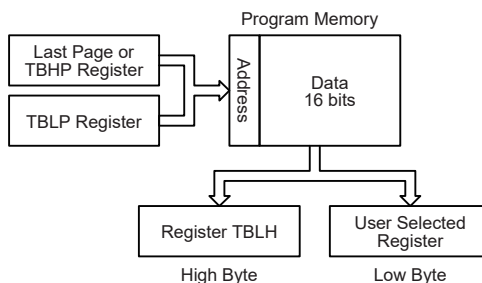 Program Memory
Last Page or
TBHP Register
TBLP Register
Address
Data
16 bits
Register TBLH
User Selected
Register
High Byte
Low Byte